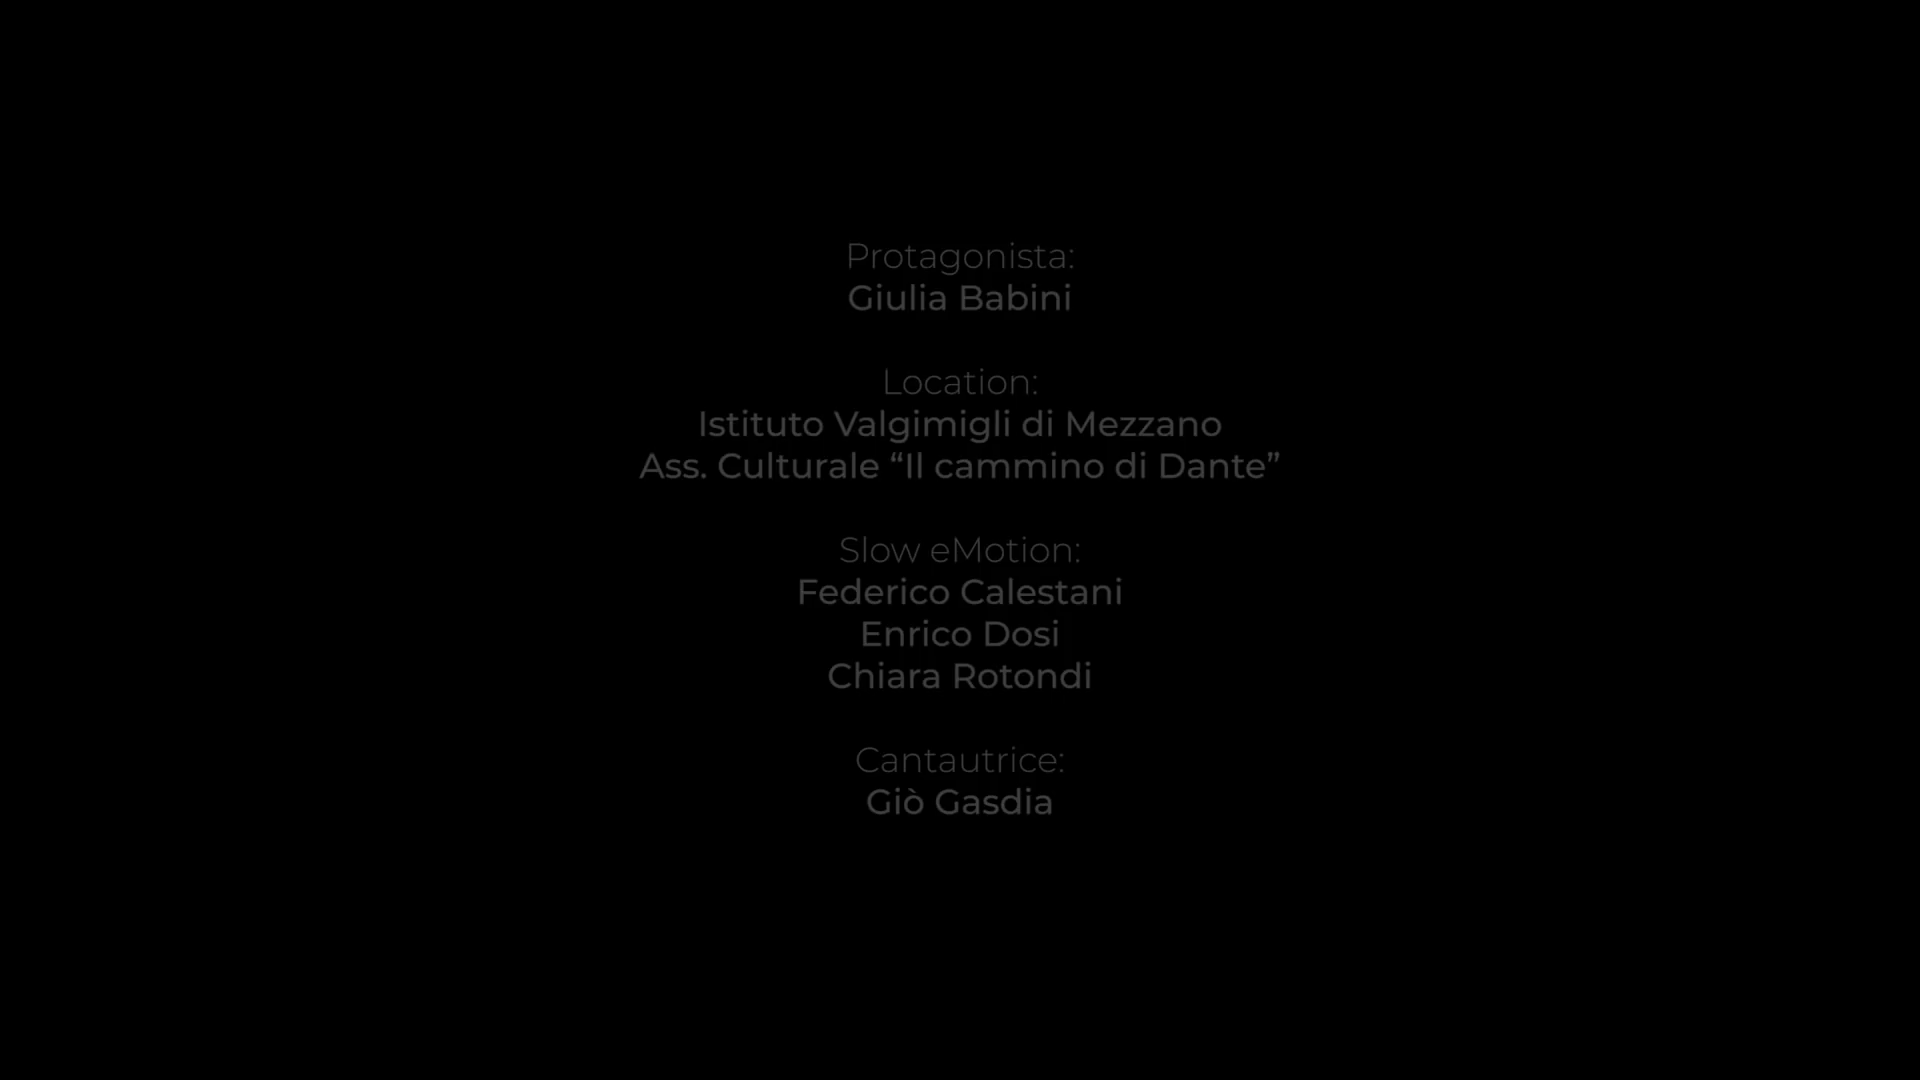 Protagonista:
Giulia Babini
Location:
Istituto Valgimigli di Mezzano
Ass. Culturale “Il cammino di Dante”
Slow eMotion:
Federico Calestani
Enrico Dosi
Chiara Rotondi
Cantautrice:
Giò Gasdia